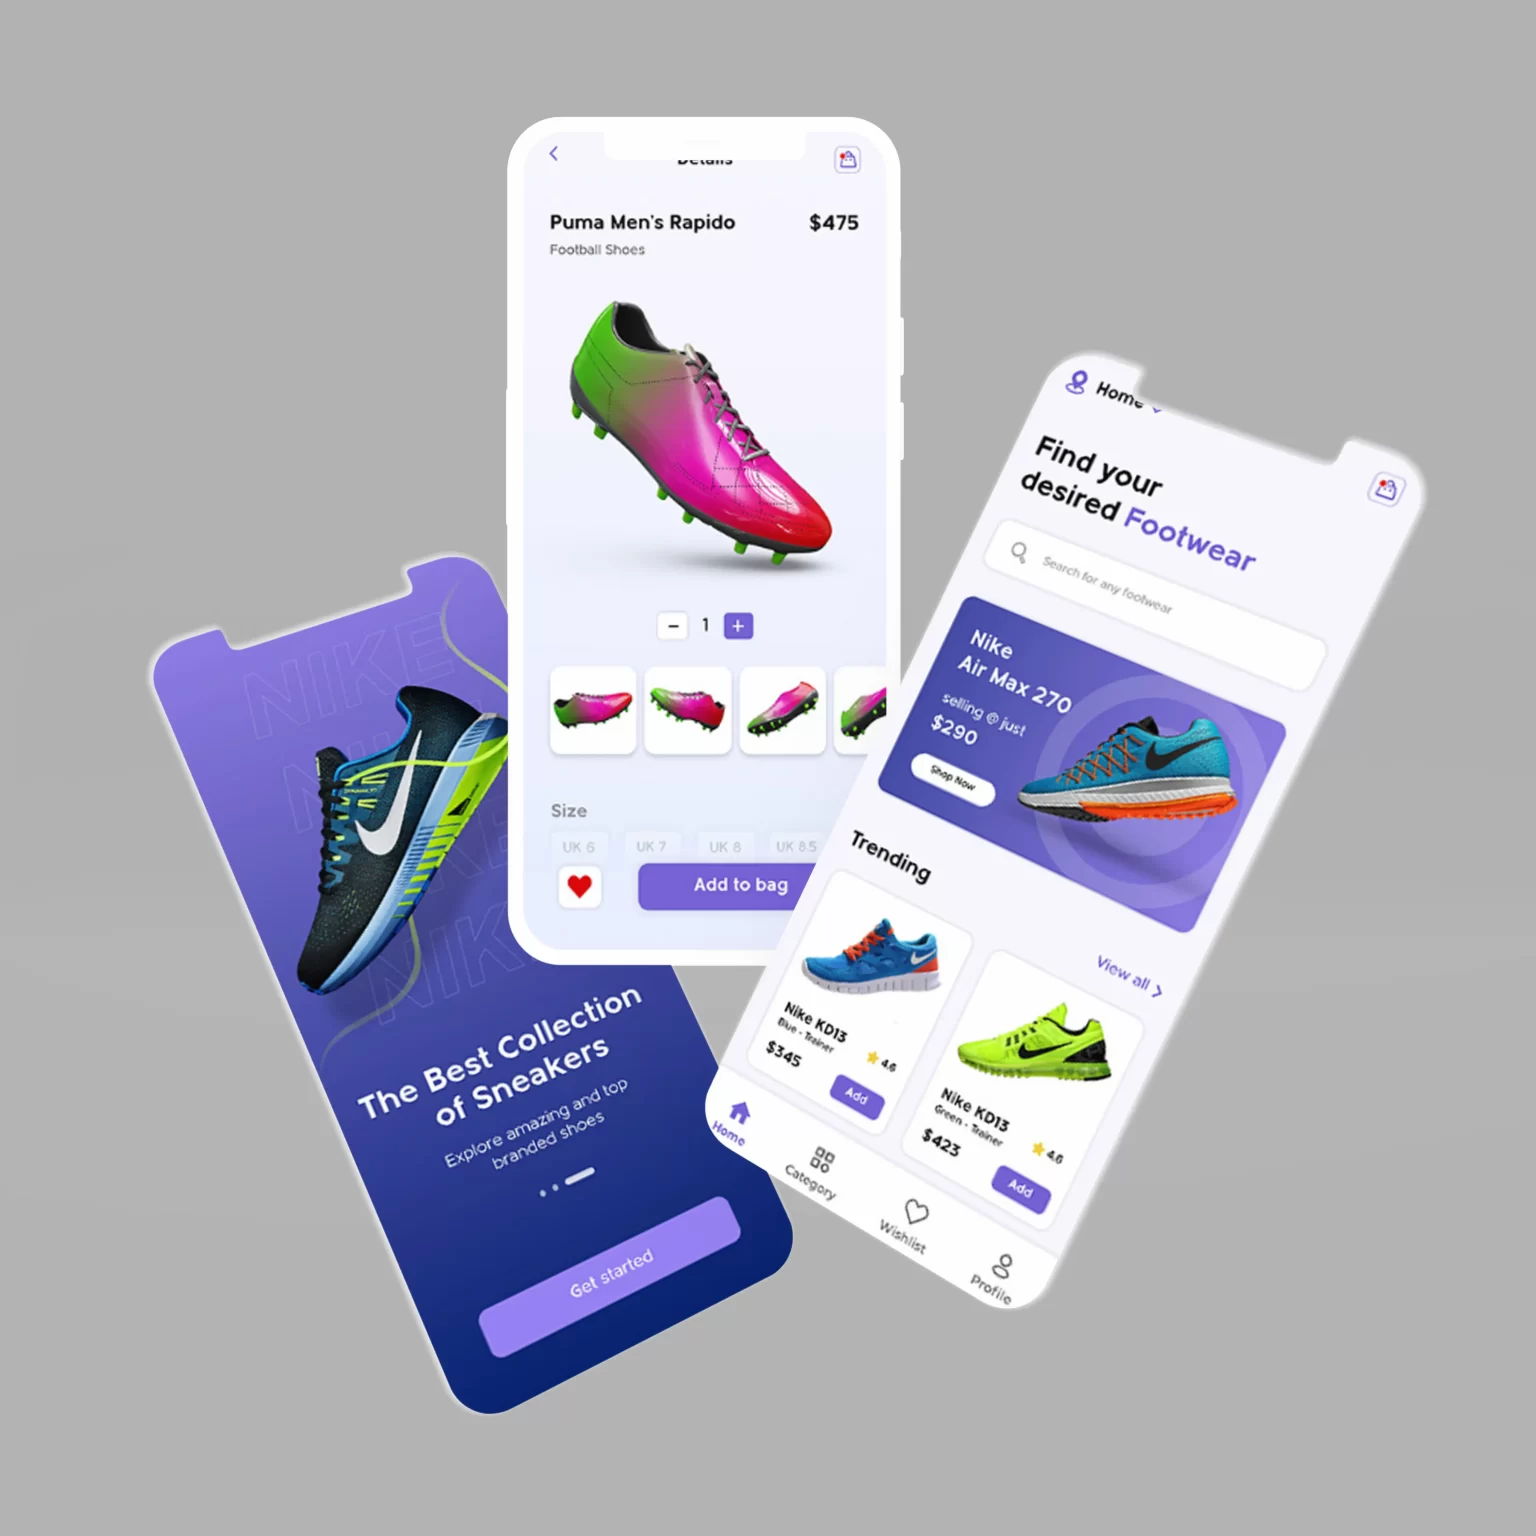 Details
Puma Men's Rapido
$475
Football Shoes
1
Size
UK 6
UK 7
UK 8
UK 8.5
Add to bag
NIKE
NIKE
NIKE
NIKE
The Best Collection
of Sneakers
Explore amazing and top
branded shoes
Get started
Home
Find your
desired Footwear
Search for any footwear
Nike
Air Max 270
selling @ just
$290
Shop Now
Trending
View all
Nike KD13
Blue - Trainer
$345
4.6
Add
Nike KD13
Green - Trainer
$423
4.6
Add
Home
Category
Wishlist
Profile